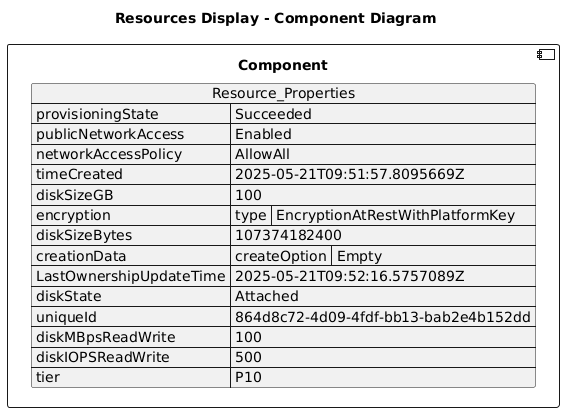 Resources Display - Component Diagram
Component
Resource_Properties
provisioningState Succeeded
publicNetworkAccess Enabled
networkAccessPolicy AllowAll
timeCreated 2025-05-21T09:51:57.8095669Z
diskSizeGB 100
encryption type EncryptionAtRestWithPlatformKey
diskSizeBytes 107374182400
creationData createOption Empty
LastOwnershipUpdateTime 2025-05-21T09:52:16.5757089Z
diskState Attached
uniqueId 864d8c72-4d09-4fdf-bb13-bab2e4b152dd
diskMBpsReadWrite 100
diskIOPSReadWrite 500
tier P10